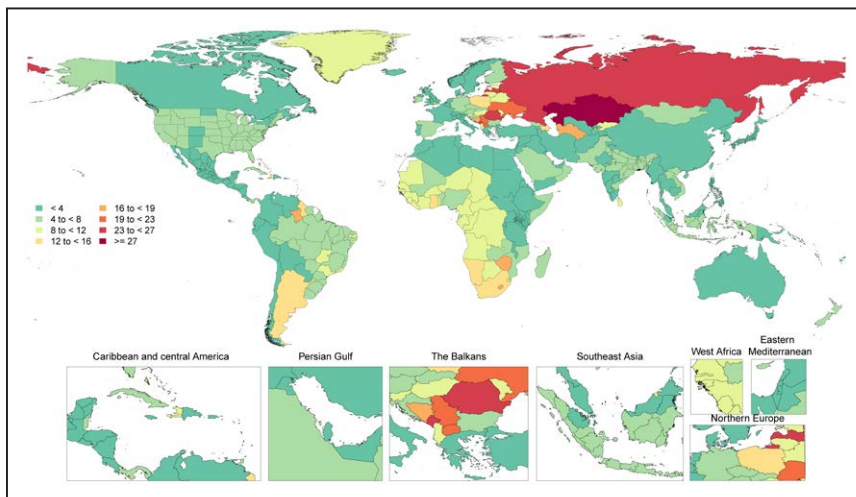 < 4
4 to < 8
8 to < 12
12 to < 16
16 to < 19
19 to < 23
23 to < 27
>= 27
Caribbean and central America
Persian Gulf
The Balkans
Southeast Asia
West Africa
Eastern
Mediterranean
Northern Europe